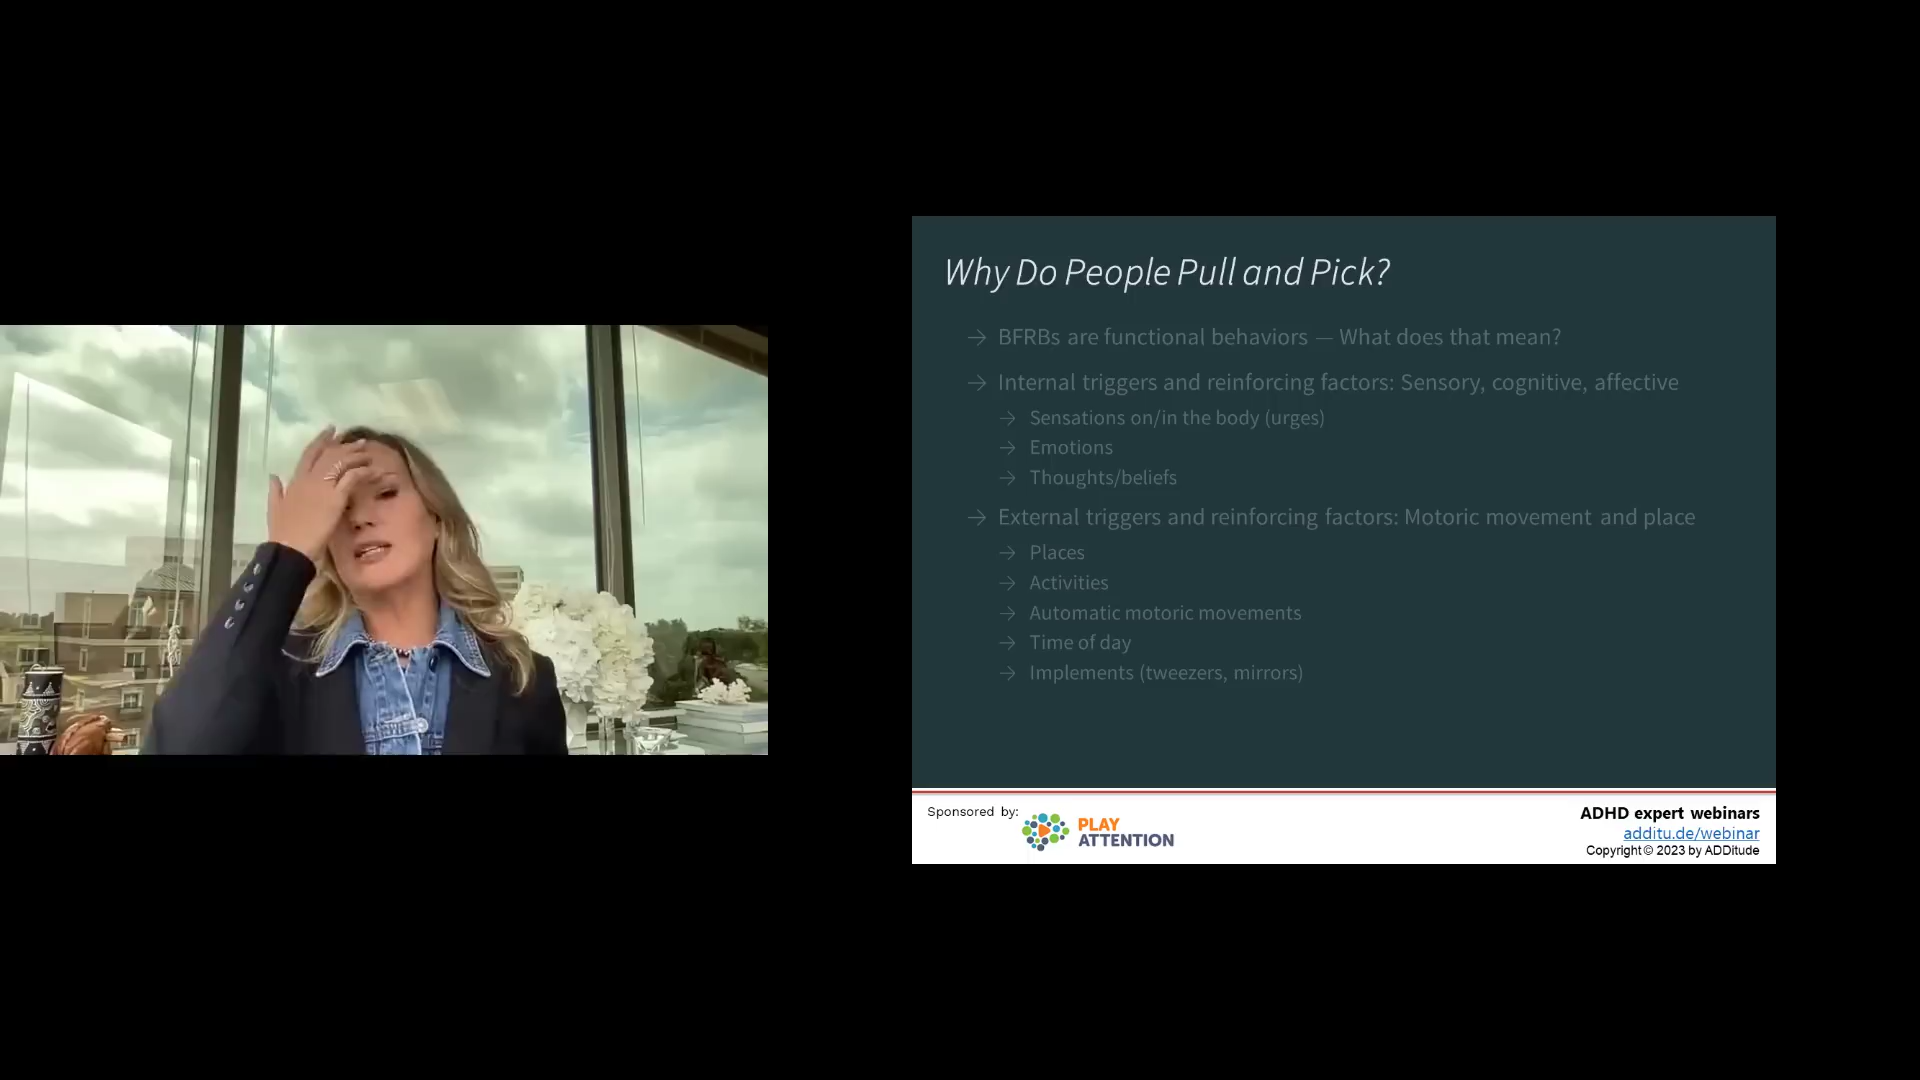 Why Do People Pull and Pick?
→ BFRBs are functional behaviors — What does that mean?
→ Internal triggers and reinforcing factors: Sensory, cognitive, affective
→ Sensations on/in the body (urges)
→ Emotions
→ Thoughts/beliefs
→ External triggers and reinforcing factors: Motoric movement and place
→ Places
→ Activities
→ Automatic motoric movements
→ Time of day
→ Implements (tweezers, mirrors)
Sponsored by:
PLAY
ATTENTION
ADHD expert webinars
additu.de/webinar
Copyright © 2023 by ADDitude